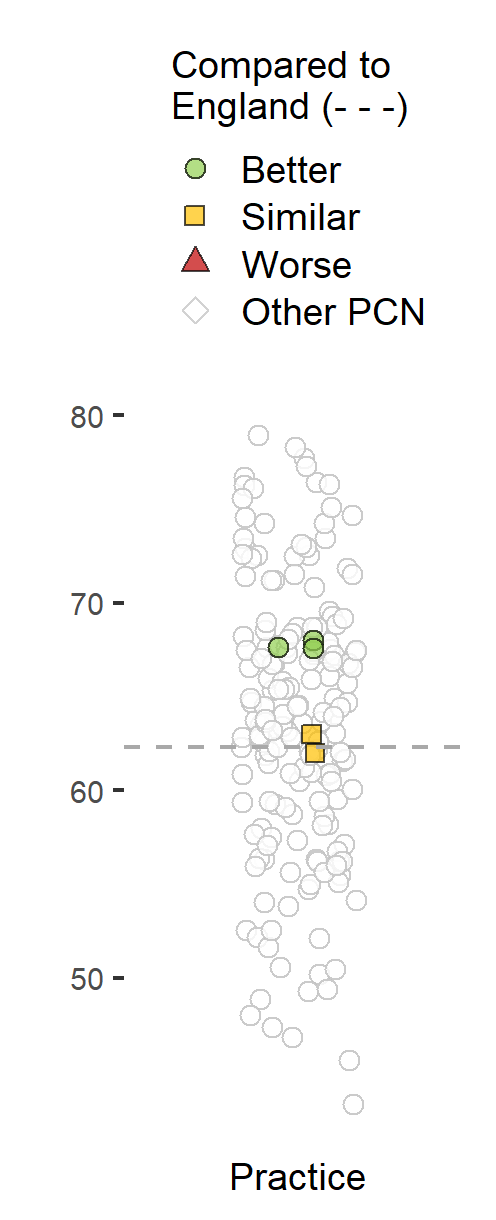 Compared to
England (- - -)
Better
Similar
Worse
Other PCN
80
70
60
50
Practice